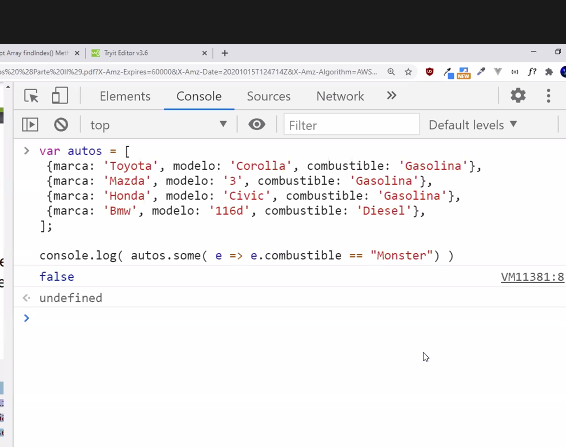 ot Array findIndex() Met × Tryit Editor v3.6 × +
os%20%28Parte%20II%29.pdf?X-Amz-Expires=60000&X-Amz-Date=20201015T124714Z&X-Amz-Algorithm=AWS...
Elements Console Sources Network »
top ▼ Filter Default levels ▼
> var autos = [
{marca: 'Toyota', modelo: 'Corolla', combustible: 'Gasolina'},
{marca: 'Mazda', modelo: '3', combustible: 'Gasolina'},
{marca: 'Honda', modelo: 'Civic', combustible: 'Gasolina'},
{marca: 'Bmw', modelo: '116d', combustible: 'Diesel'},
];
console.log( autos.some( e => e.combustible == "Monster") )
false VM11381:8
undefined
>